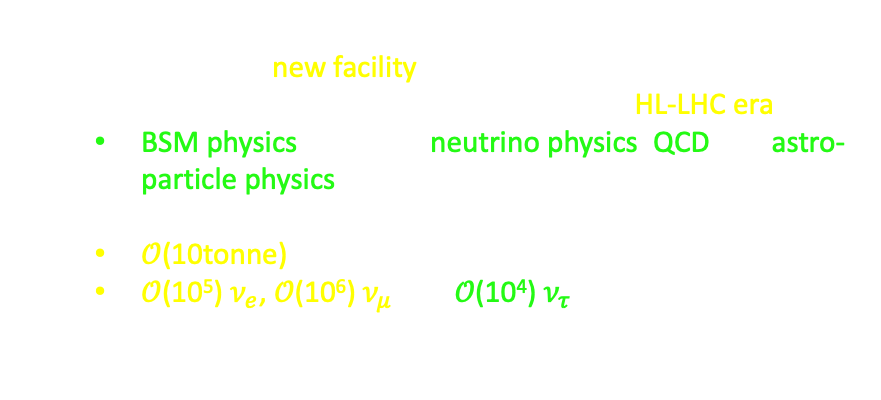 new facility
HL-LHC era
• BSM physics neutrino physics QCD astro-
particle physics
• 𝒪(10tonne)
• 𝒪(10⁵) 𝝂ₑ, 𝒪(10⁶) 𝝂_𝝁 𝒪(10⁴) 𝝂_𝝉